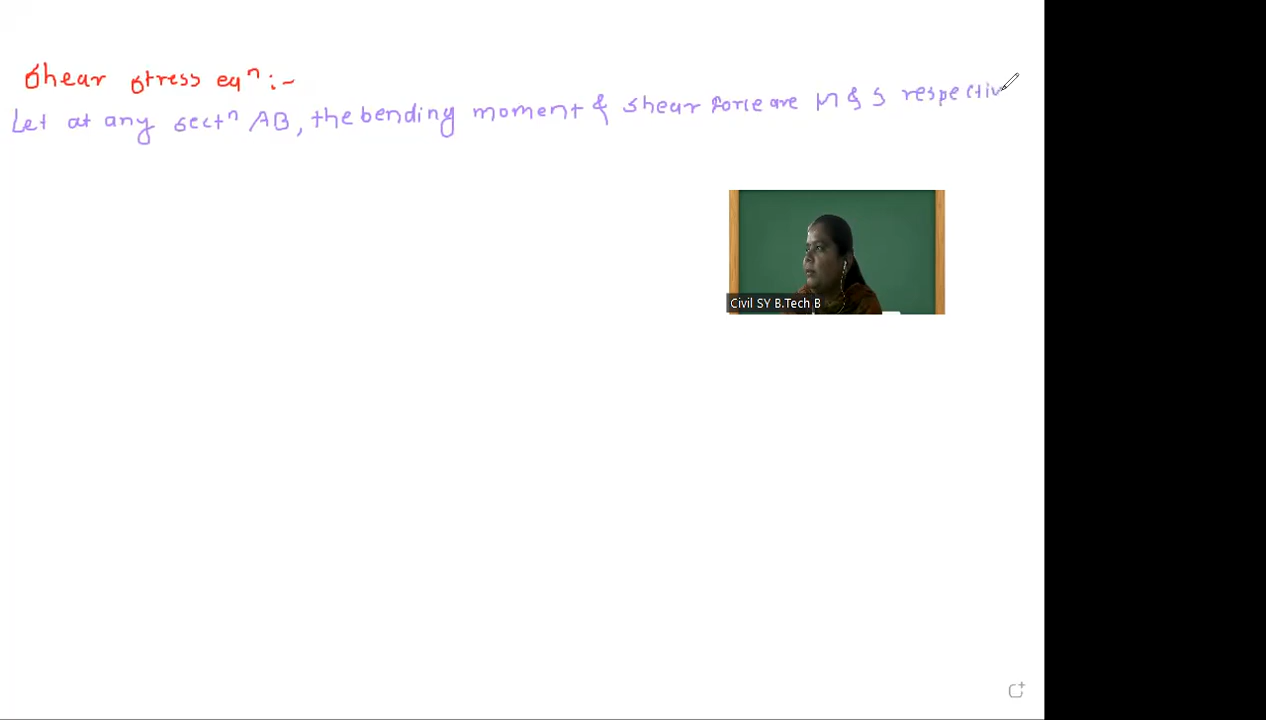 Shear stress eqⁿ:-
Let at any sectⁿ AB, the bending moment & shear force are M & S respectiv
Civil SY B.Tech B